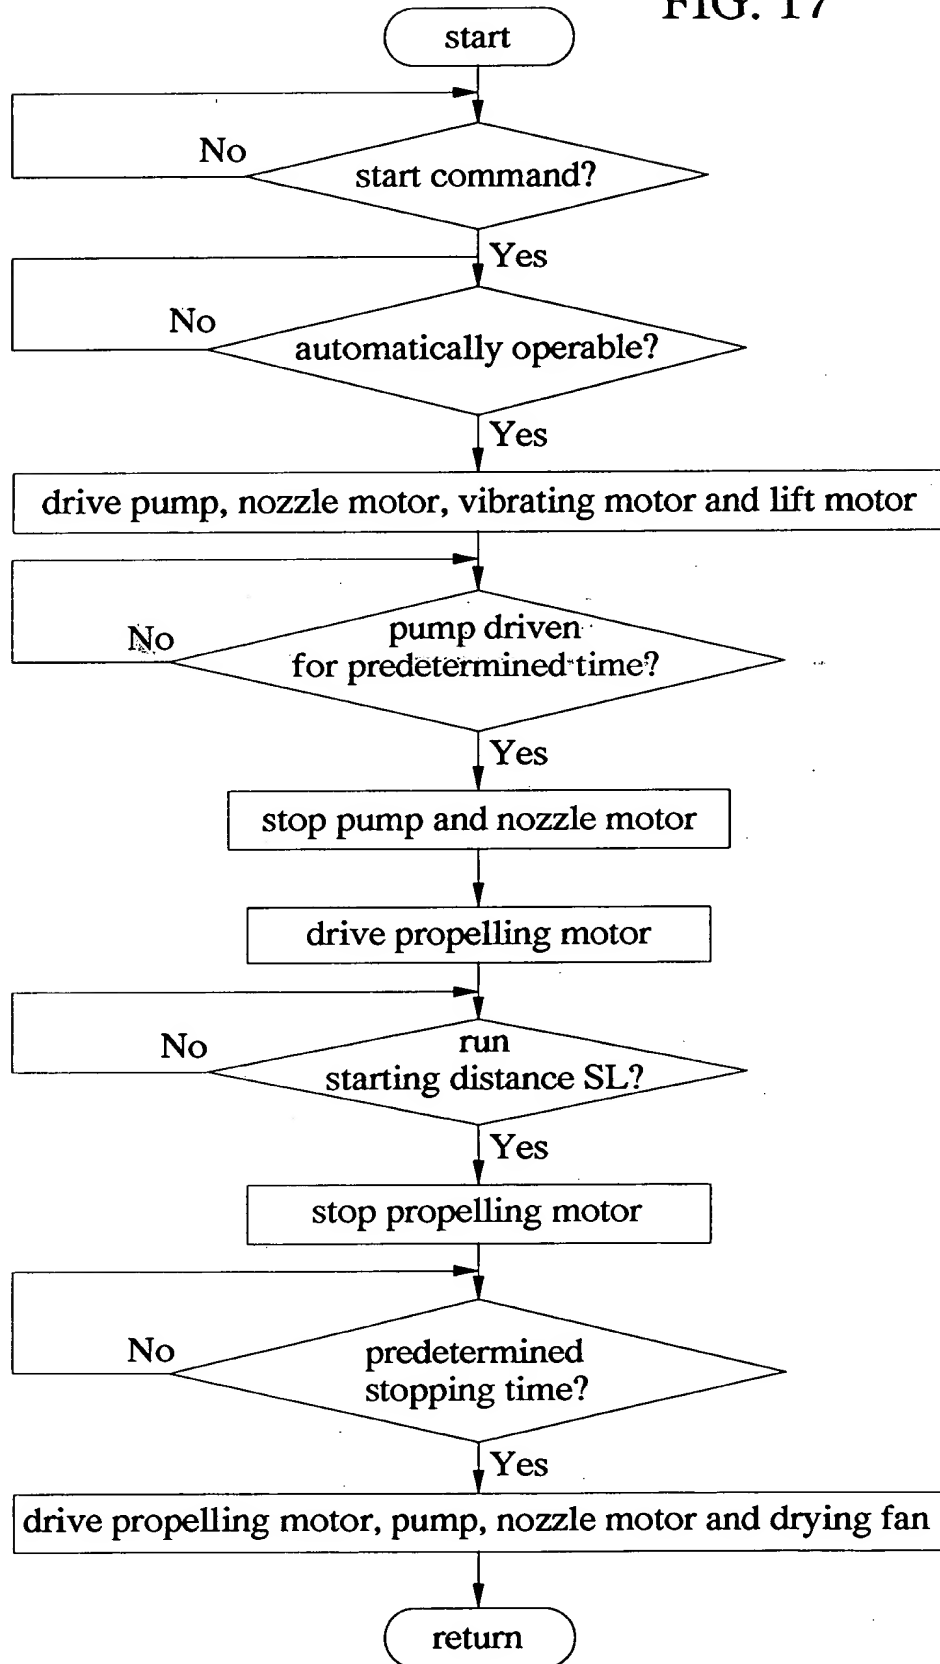 FIG. 17
start
No
start command?
Yes
No
automatically operable?
Yes
drive pump, nozzle motor, vibrating motor and lift motor
No
pump driven
for predetermined time?
Yes
stop pump and nozzle motor
drive propelling motor
No
run
starting distance SL?
Yes
stop propelling motor
No
predetermined
stopping time?
Yes
drive propelling motor, pump, nozzle motor and drying fan
return